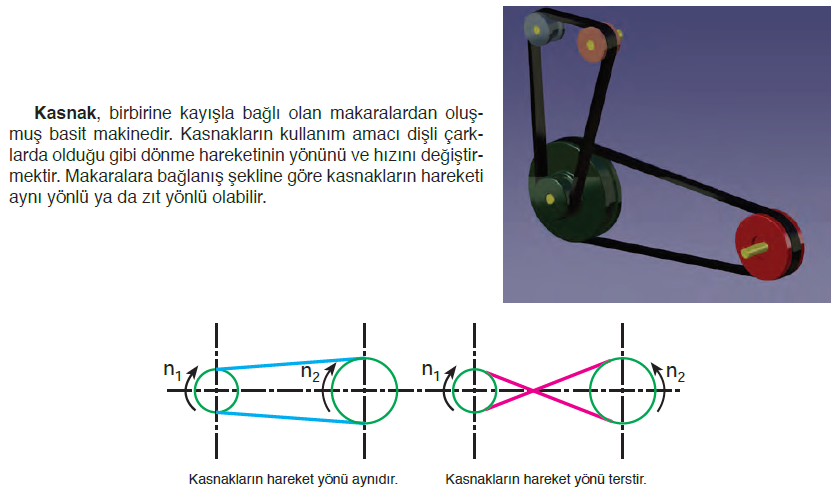 Kasnak, birbirine kayışla bağlı olan makaralardan oluş-
muş basit makinedir. Kasnakların kullanım amacı dişli çark-
larda olduğu gibi dönme hareketinin yönünü ve hızını değiştir-
mektir. Makaralara bağlanış şekline göre kasnakların hareketi
aynı yönlü ya da zıt yönlü olabilir.
n1 n2 n1 n2
Kasnakların hareket yönü aynıdır. Kasnakların hareket yönü terstir.